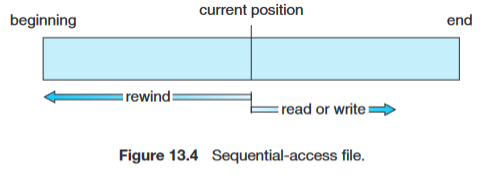 beginning
current position
end
rewind
read or write
Figure 13.4 Sequential-access file.